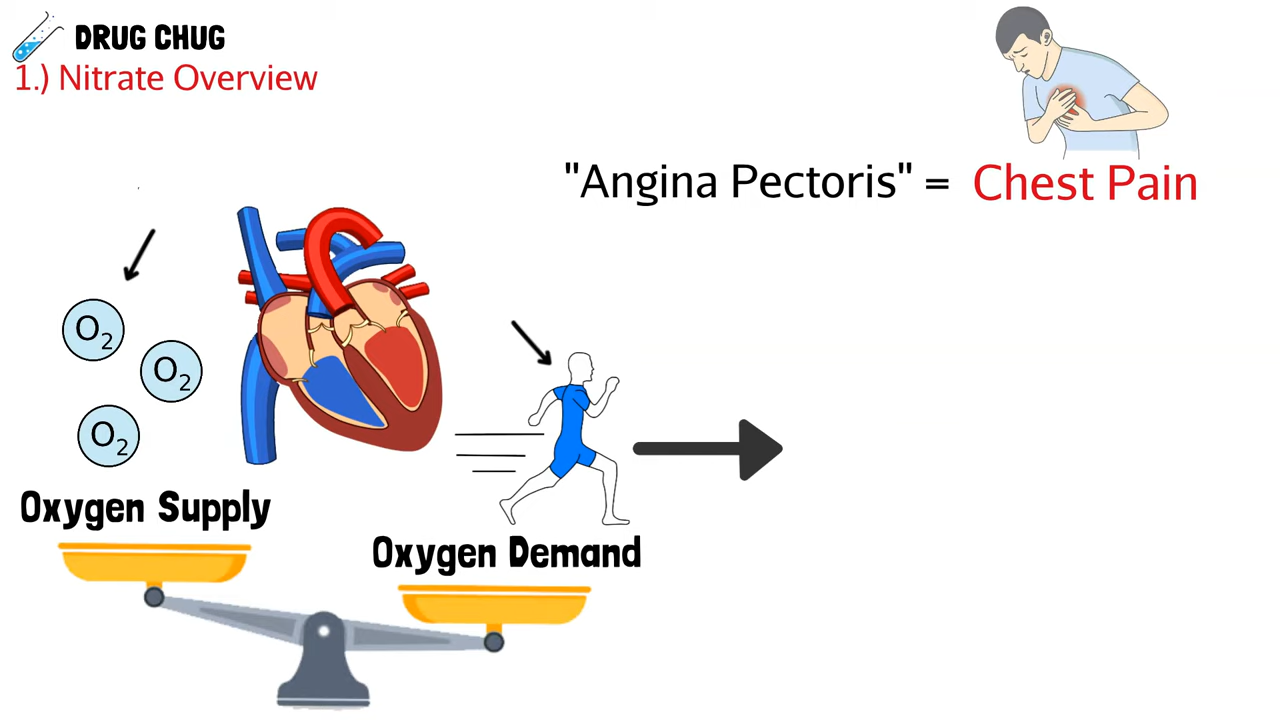 DRUG CHUG
1.) Nitrate Overview
"Angina Pectoris" = Chest Pain
O₂
O₂
O₂
Oxygen Supply
Oxygen Demand